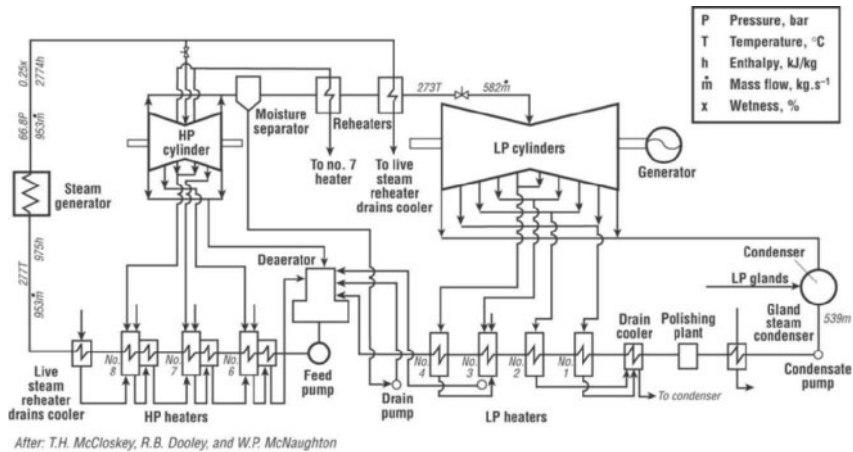 P Pressure, bar
T Temperature, °C
h Enthalpy, kJ/kg
ṁ Mass flow, kg.s⁻¹
x Wetness, %
0.25x
2774h
66.8P
953ṁ
HP
cylinder
Moisture
separator
Reheaters
273T
582ṁ
To no. 7
heater
To live
steam
reheater
drains cooler
LP cylinders
Generator
Steam
generator
277T
975h
953ṁ
Deaerator
Condenser
LP glands
Gland
steam
condenser
539ṁ
Drain
cooler
Polishing
plant
Live
steam
reheater
drains cooler
No.
8
No.
7
No.
6
HP heaters
Feed
pump
Drain
pump
No.
4
No.
3
No.
2
No.
1
LP heaters
To condenser
Condensate
pump
After: T.H. McCloskey, R.B. Dooley, and W.P. McNaughton